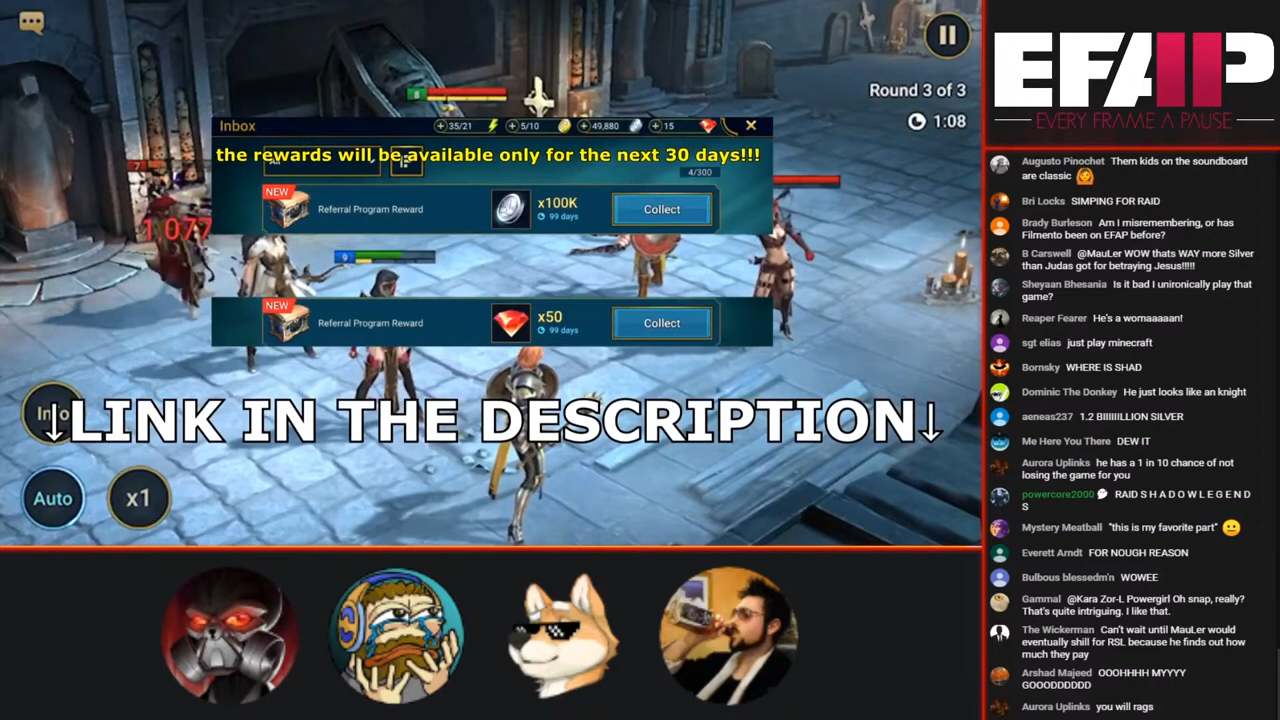 Round 3 of 3
1:08
Inbox
35/21
5/10
49,880
15
the rewards will be available only for the next 30 days!!!
4/300
NEW
Referral Program Reward
x100K
99 days
Collect
7
1,077
8
9
NEW
Referral Program Reward
x50
99 days
Collect
Info
↓LINK IN THE DESCRIPTION↓
Auto
x1
EFAP
EVERY FRAME A PAUSE
Augusto Pinochet Them kids on the soundboard
are classic
Bri Locks SIMPING FOR RAID
Brady Burleson Am I misremembering, or has
Filmento been on EFAP before?
B Carswell @MauLer WOW thats WAY more Silver
than Judas got for betraying Jesus!!!!!
Sheyaan Bhesania Is it bad I unironically play that
game?
Reaper Fearer He's a womaaaaan!
sgt elias just play minecraft
Bornsky WHERE IS SHAD
Dominic The Donkey He just looks like an knight
aeneas237 1.2 BIIIIIILLION SILVER
Me Here You There DEW IT
Aurora Uplinks he has a 1 in 10 chance of not
losing the game for you
powercore2000 RAID S H A D O W L E G E N D
S
Mystery Meatball "this is my favorite part"
Everett Arndt FOR NOUGH REASON
Bulbous blessedm'n WOWEE
Gammal @Kara Zor-L Powergirl Oh snap, really?
That's quite intriguing. I like that.
The Wickerman Can't wait until MauLer would
eventually shill for RSL because he finds out how
much they pay
Arshad Majeed OOOHHHH MYYYY
GOOODDDDDD
Aurora Uplinks you will rags